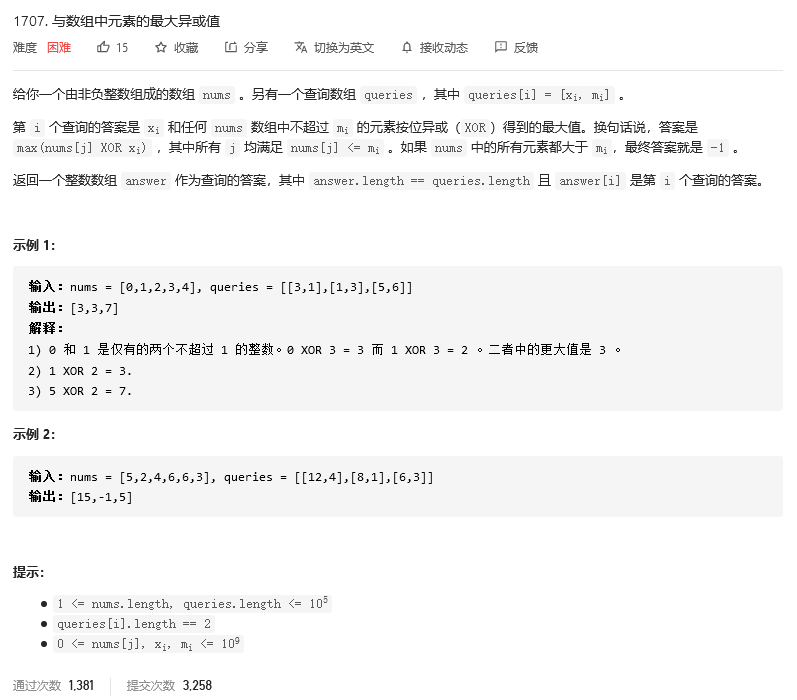 1707. 与数组中元素的最大异或值
难度 困难 15 收藏 分享 切换为英文 接收动态 反馈
给你一个由非负整数组成的数组 nums 。另有一个查询数组 queries ，其中 queries[i] = [xi, mi] 。
第 i 个查询的答案是 xi 和任何 nums 数组中不超过 mi 的元素按位异或（XOR）得到的最大值。换句话说，答案是
max(nums[j] XOR xi) ，其中所有 j 均满足 nums[j] <= mi 。如果 nums 中的所有元素都大于 mi，最终答案就是 -1 。
返回一个整数数组 answer 作为查询的答案，其中 answer.length == queries.length 且 answer[i] 是第 i 个查询的答案。
示例 1：
输入：nums = [0,1,2,3,4], queries = [[3,1],[1,3],[5,6]]
输出：[3,3,7]
解释：
1) 0 和 1 是仅有的两个不超过 1 的整数。0 XOR 3 = 3 而 1 XOR 3 = 2 。二者中的更大值是 3 。
2) 1 XOR 2 = 3.
3) 5 XOR 2 = 7.
示例 2：
输入：nums = [5,2,4,6,6,3], queries = [[12,4],[8,1],[6,3]]
输出：[15,-1,5]
提示：
● 1 <= nums.length, queries.length <= 10⁵
● queries[i].length == 2
● 0 <= nums[j], xi, mi <= 10⁹
通过次数 1,381 提交次数 3,258